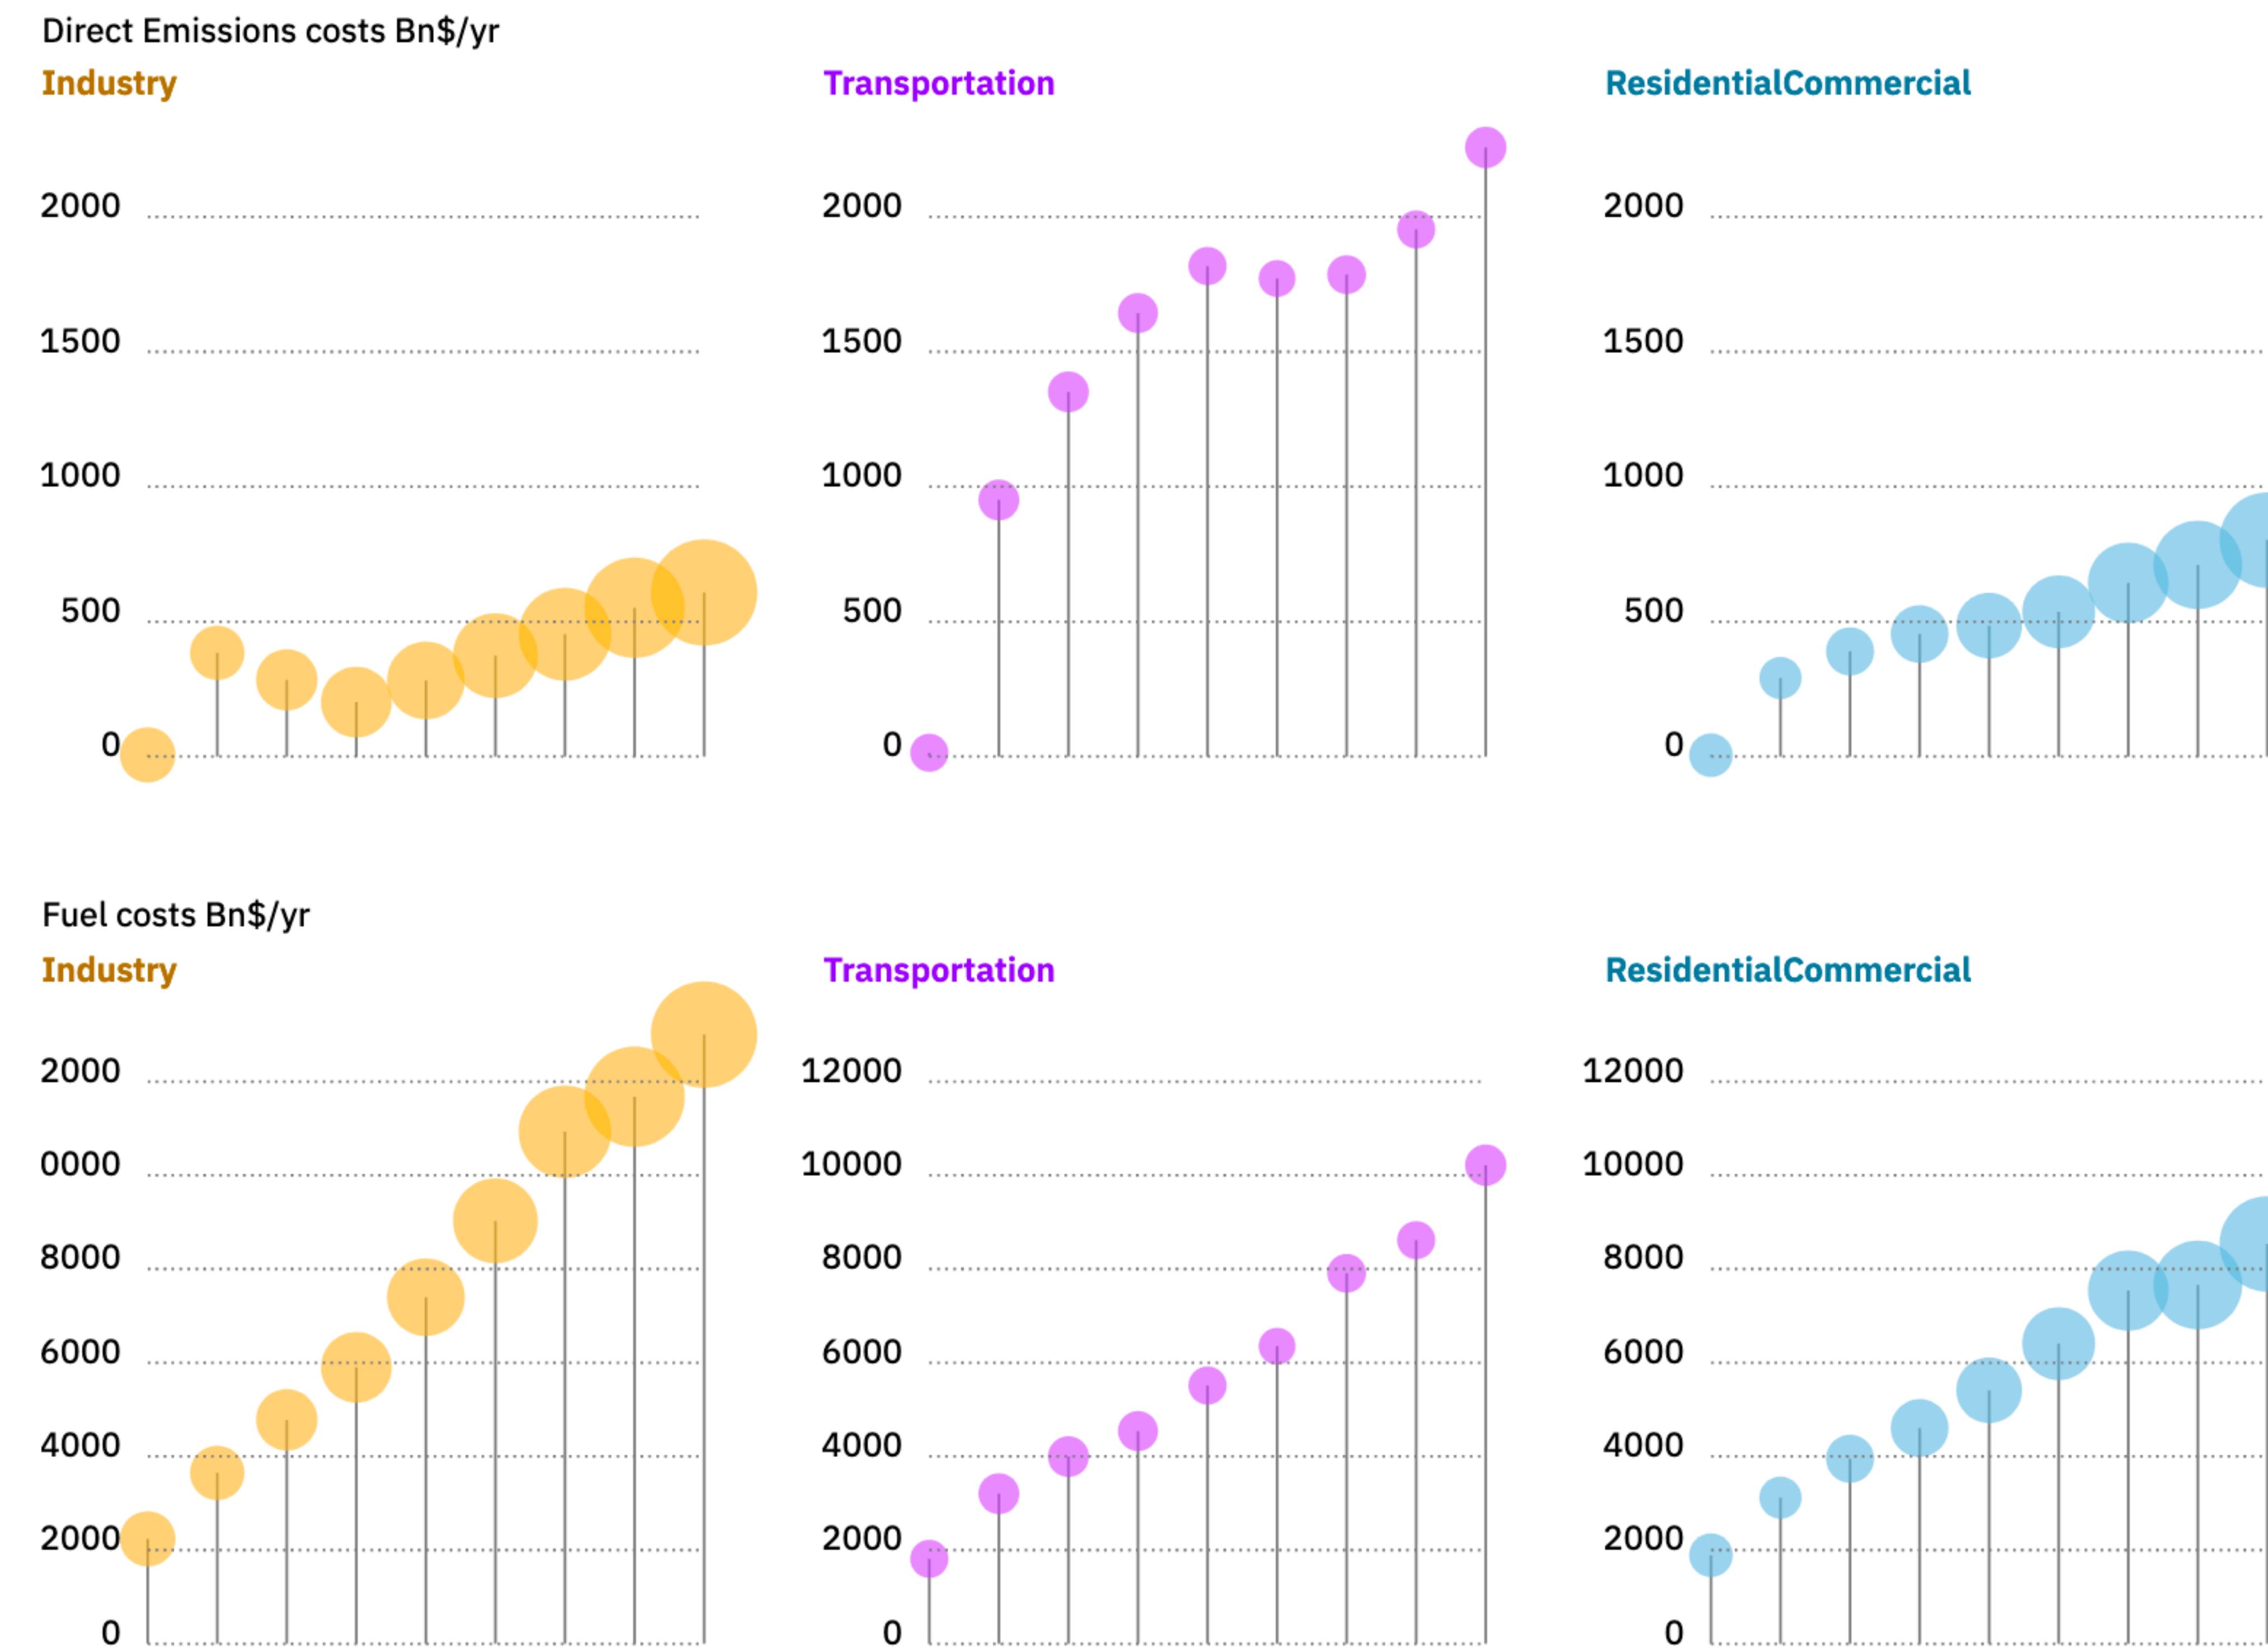 Direct Emissions costs Bn$/yr
Industry Transportation ResidentialCommercial
2000 2000 2000
1500 1500 1500
1000 1000 1000
500 500 500
0 0 0
Fuel costs Bn$/yr
Industry Transportation ResidentialCommercial
2000 12000 12000
0000 10000 10000
8000 8000 8000
6000 6000 6000
4000 4000 4000
2000 2000 2000
0 0 0